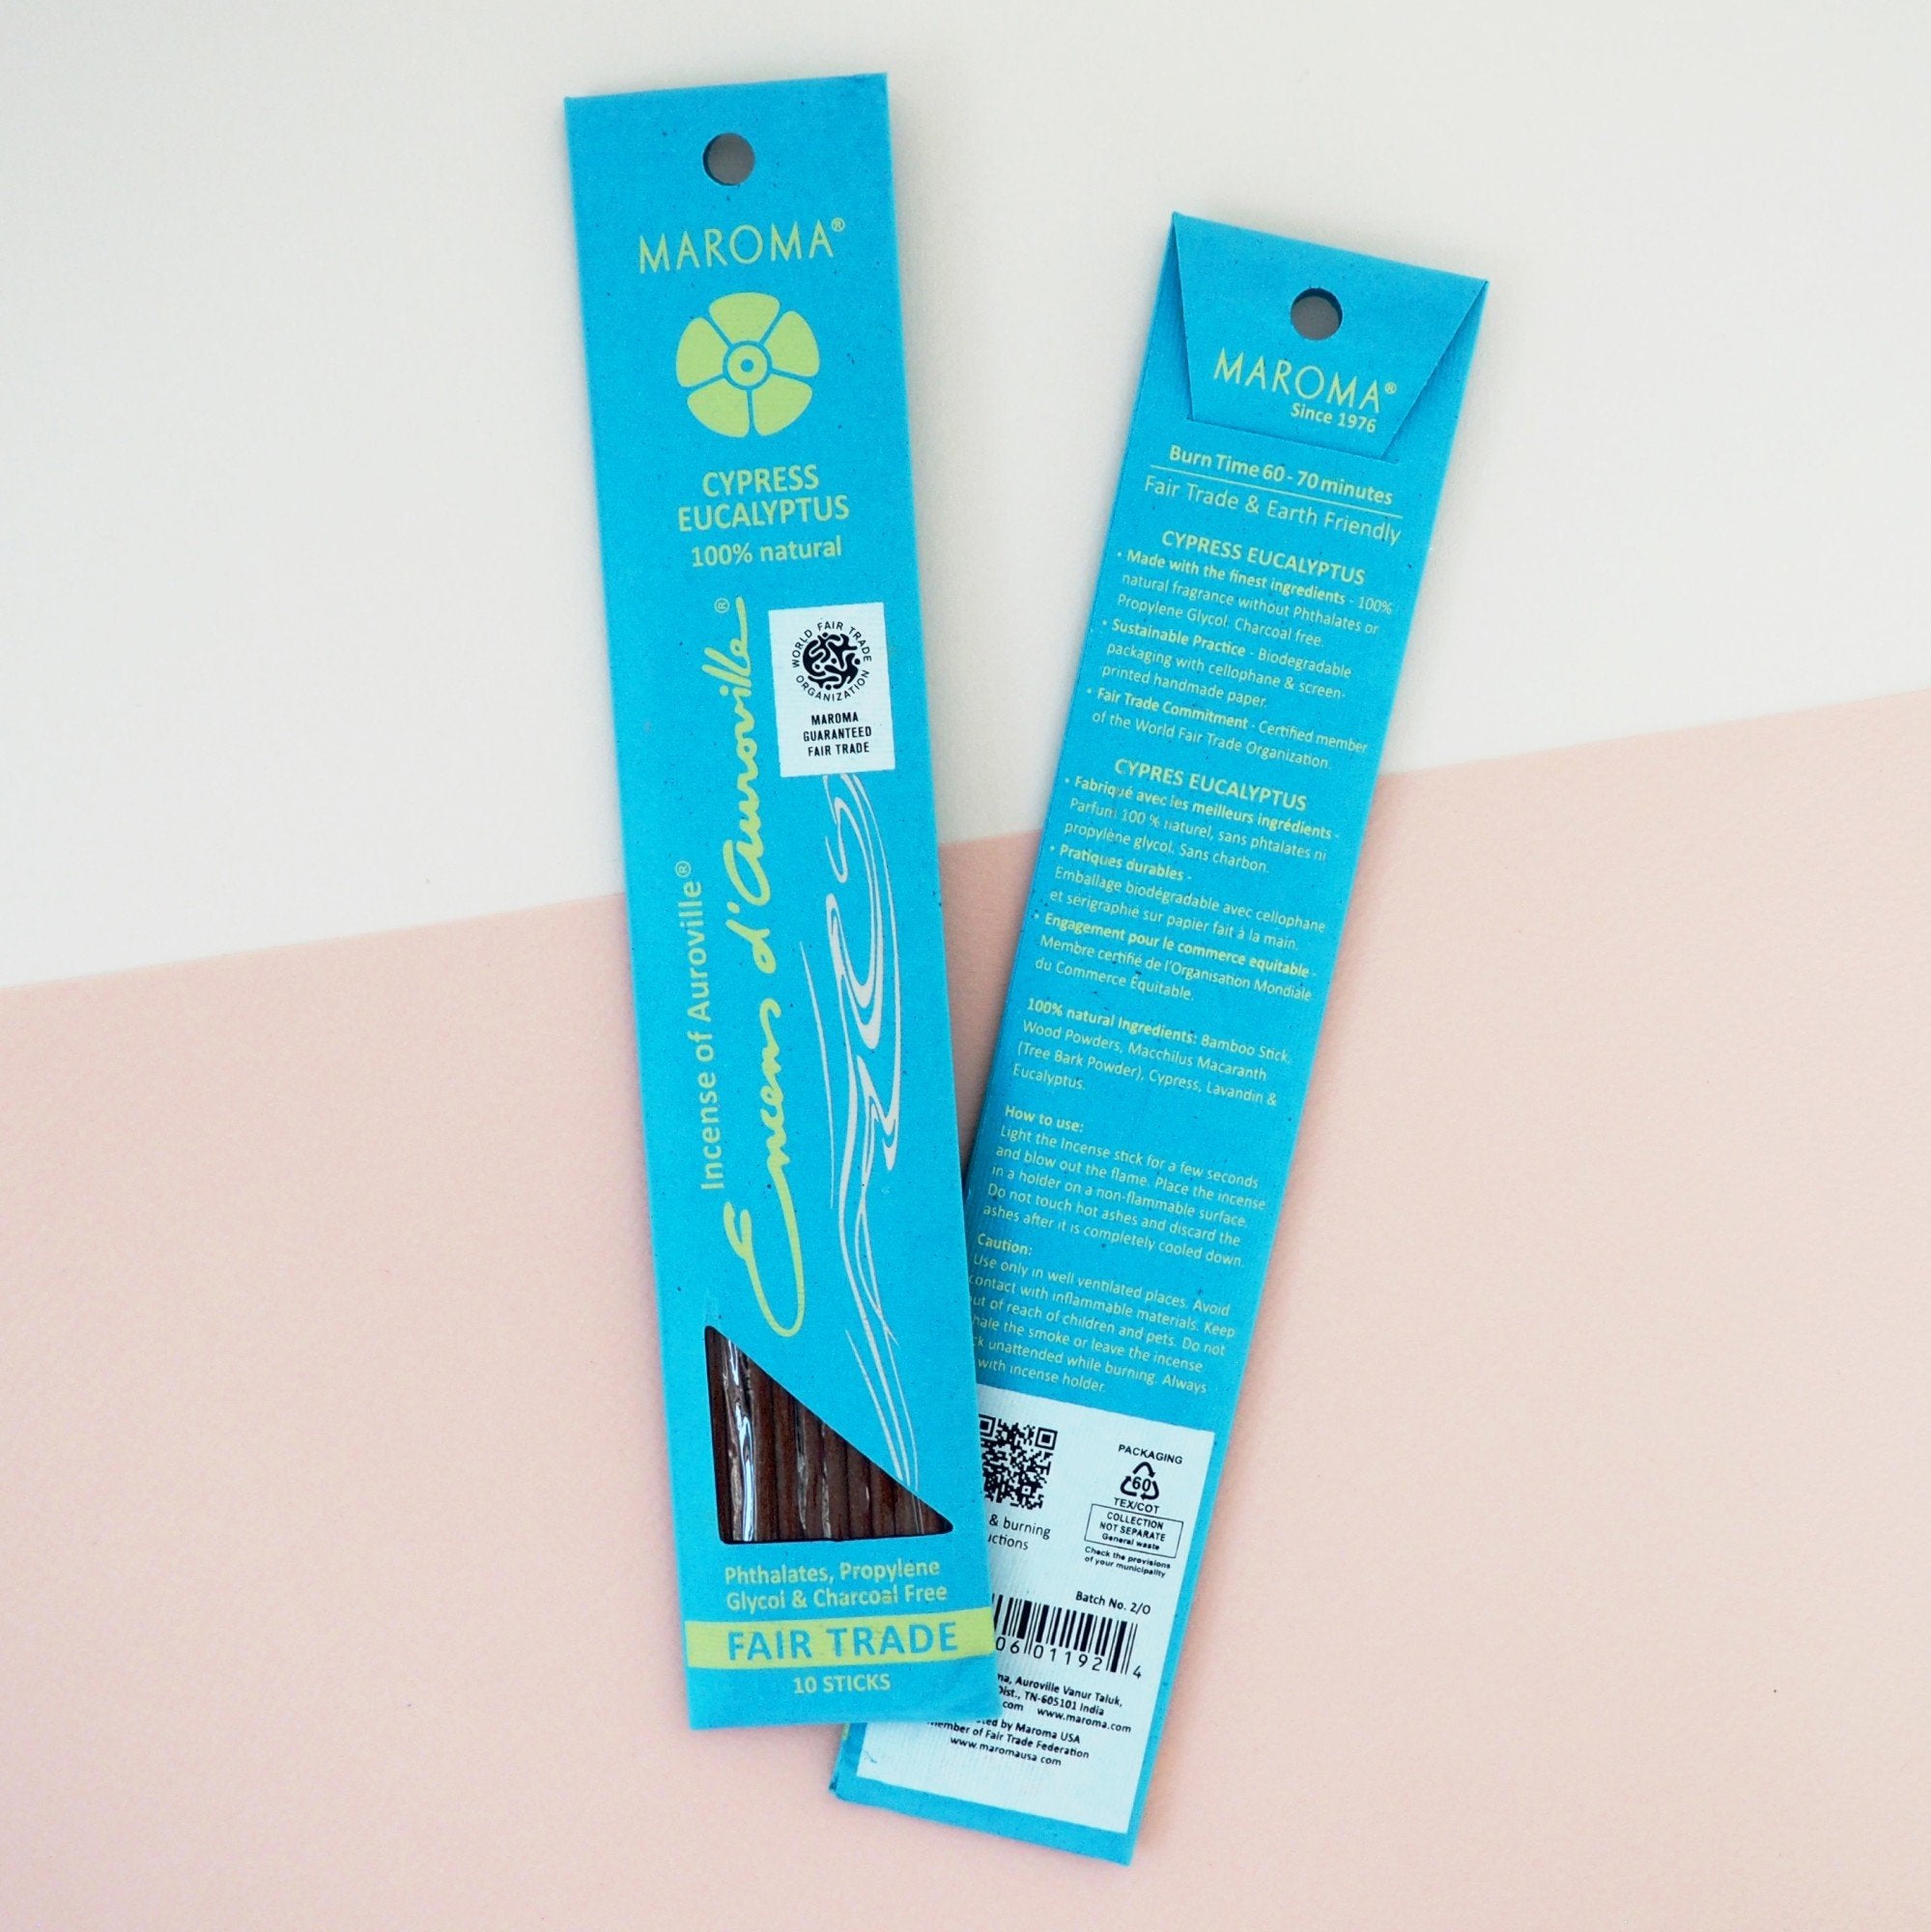 MAROMA®
CYPRESS
EUCALYPTUS
100% natural
WORLD FAIR TRADE
ORGANIZATION
MAROMA
GUARANTEED
FAIR TRADE
Incense of Auroville®
Encens d'Auroville®
Phthalates, Propylene
Glycol & Charcoal Free
FAIR TRADE
10 STICKS
MAROMA®
Since 1976
Burn Time 60 - 70 minutes
Fair Trade & Earth Friendly
CYPRESS EUCALYPTUS
• Made with the finest ingredients - 100%
natural fragrance without Phthalates or
Propylene Glycol. Charcoal free.
• Sustainable Practice - Biodegradable
packaging with cellophane & screen-
printed handmade paper.
• Fair Trade Commitment - Certified member
of the World Fair Trade Organization.
CYPRES EUCALYPTUS
• Fabriqué avec les meilleurs ingrédients -
Parfum 100 % naturel, sans phtalates ni
propylène glycol. Sans charbon.
• Pratiques durables -
Emballage biodégradable avec cellophane
et sérigraphié sur papier fait à la main.
• Engagement pour le commerce equitable -
Membre certifié de l'Organisation Mondiale
du Commerce Équitable.
100% natural Ingredients: Bamboo Stick,
Wood Powders, Macchilus Macaranth
(Tree Bark Powder), Cypress, Lavandin &
Eucalyptus.
How to use:
Light the Incense stick for a few seconds
and blow out the flame. Place the incense
in a holder on a non-flammable surface.
Do not touch hot ashes and discard the
ashes after it is completely cooled down.
Caution:
Use only in well ventilated places. Avoid
contact with inflammable materials. Keep
out of reach of children and pets. Do not
the smoke or leave the incense
unattended while burning. Always
with incense holder.
PACKAGING
60
TEX/COT
COLLECTION
NOT SEPARATE
General waste
Check the provisions
of your municipality
& burning
Batch No. 2/O
06 01192 4
Auroville Vanur Taluk,
Dist., TN-605101 India
com www.maroma.com
by Maroma USA
Member of Fair Trade Federation
www.maromausa.com